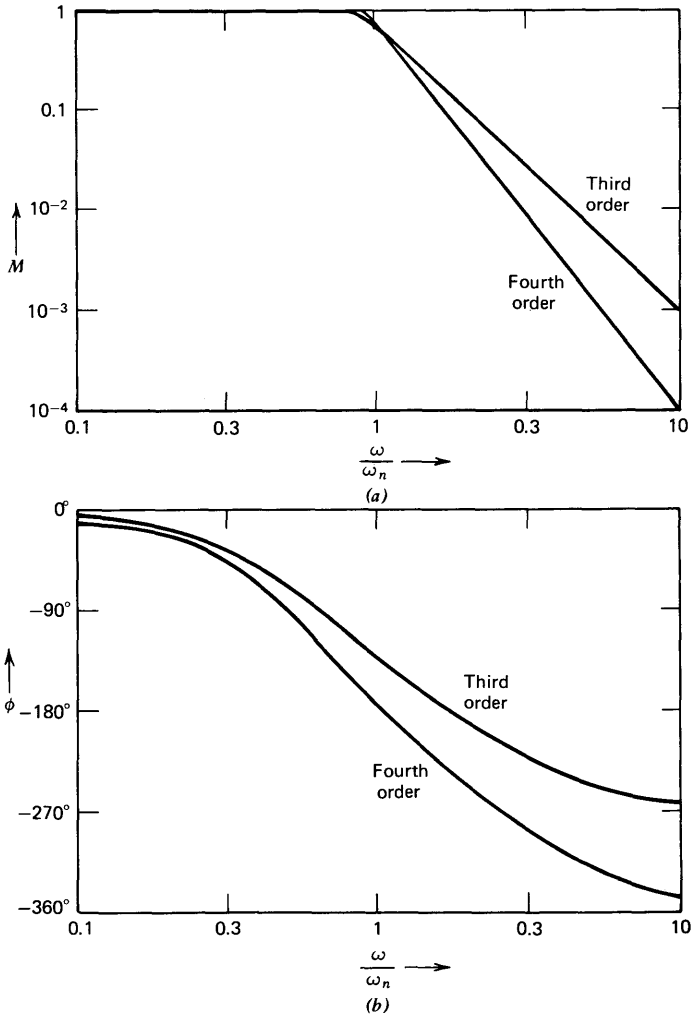 1
0.1
10−2
10−3
10−4
M
Third
order
Fourth
order
0.1
0.3
1
0.3
10
ω
ωn
(a)
0°
−90°
−180°
−270°
−360°
ϕ
Third
order
Fourth
order
0.1
0.3
1
0.3
10
ω
ωn
(b)